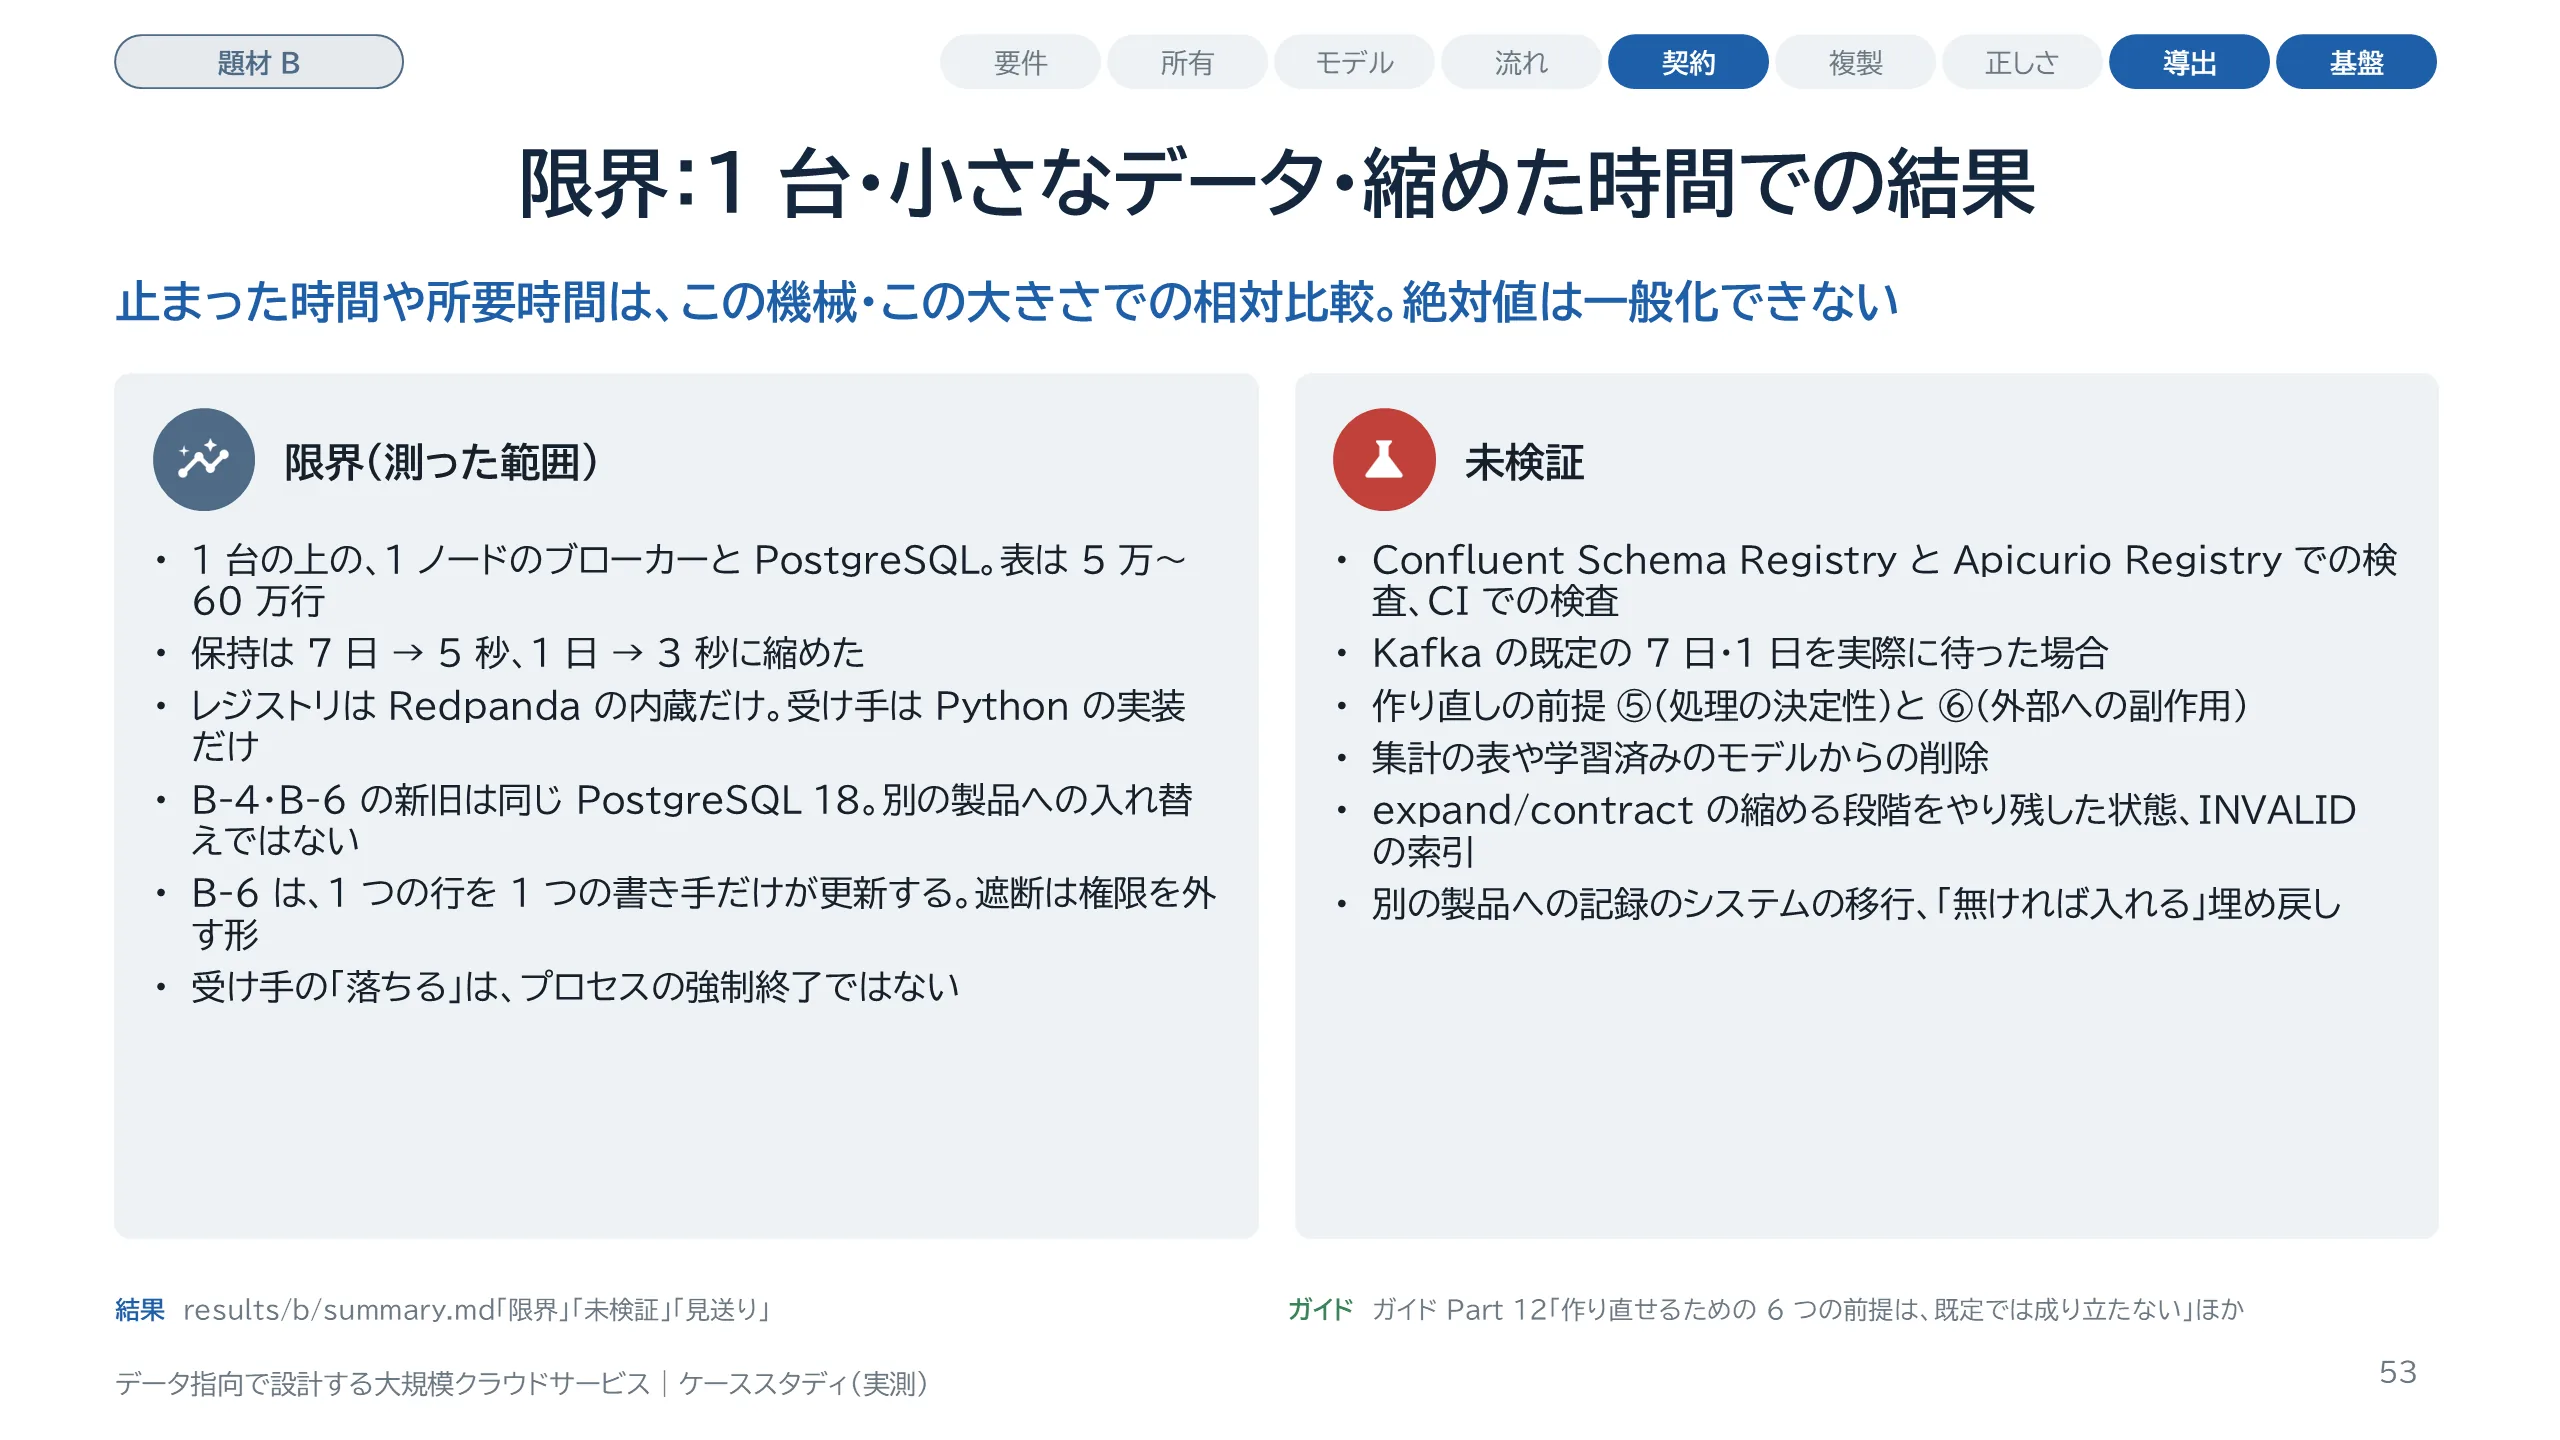 題材 B
要件
所有
モデル
流れ
契約
複製
正しさ
導出
基盤
限界：1 台・小さなデータ・縮めた時間での結果
止まった時間や所要時間は、この機械・この大きさでの相対比較。絶対値は一般化できない
限界（測った範囲）
• 1 台の上の、1 ノードのブローカーと PostgreSQL。表は 5 万～
60 万行
• 保持は 7 日 → 5 秒、1 日 → 3 秒に縮めた
• レジストリは Redpanda の内蔵だけ。受け手は Python の実装
だけ
• B-4・B-6 の新旧は同じ PostgreSQL 18。別の製品への入れ替
えではない
• B-6 は、1 つの行を 1 つの書き手だけが更新する。遮断は権限を外
す形
• 受け手の「落ちる」は、プロセスの強制終了ではない
未検証
• Confluent Schema Registry と Apicurio Registry での検
査、CI での検査
• Kafka の既定の 7 日・1 日を実際に待った場合
• 作り直しの前提 ⑤（処理の決定性）と ⑥（外部への副作用）
• 集計の表や学習済みのモデルからの削除
• expand/contract の縮める段階をやり残した状態、INVALID
の索引
• 別の製品への記録のシステムの移行、「無ければ入れる」埋め戻し
結果 results/b/summary.md「限界」「未検証」「見送り」
ガイド ガイド Part 12「作り直せるための 6 つの前提は、既定では成り立たない」ほか
データ指向で設計する大規模クラウドサービス｜ケーススタディ（実測）
53